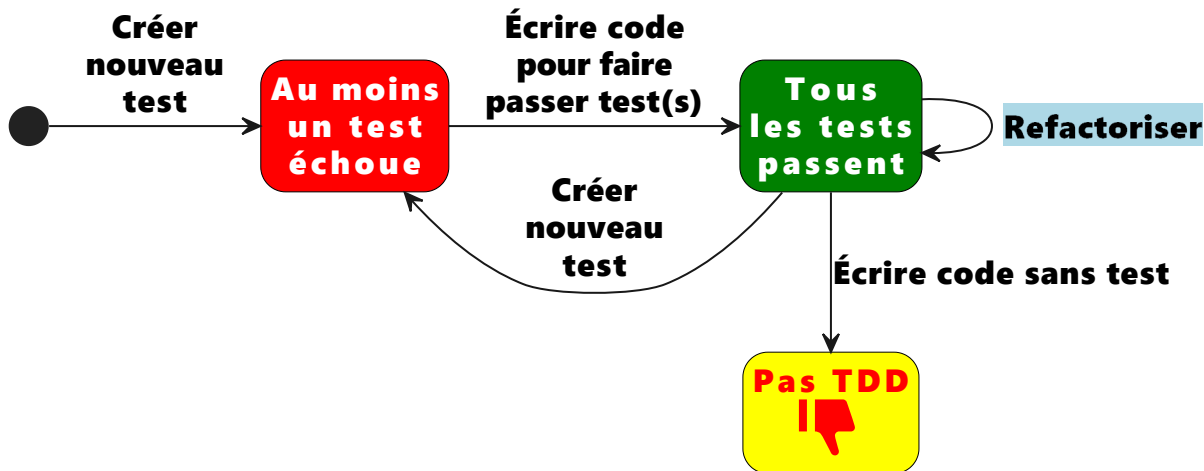 Créer
nouveau
test
Au moins
un test
échoue
Écrire code
pour faire
passer test(s)
Tous
les tests
passent
Refactoriser
Créer
nouveau
test
Écrire code sans test
Pas TDD